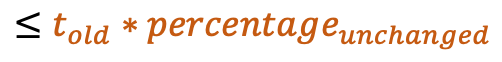 ≤ t_old * percentage_unchanged